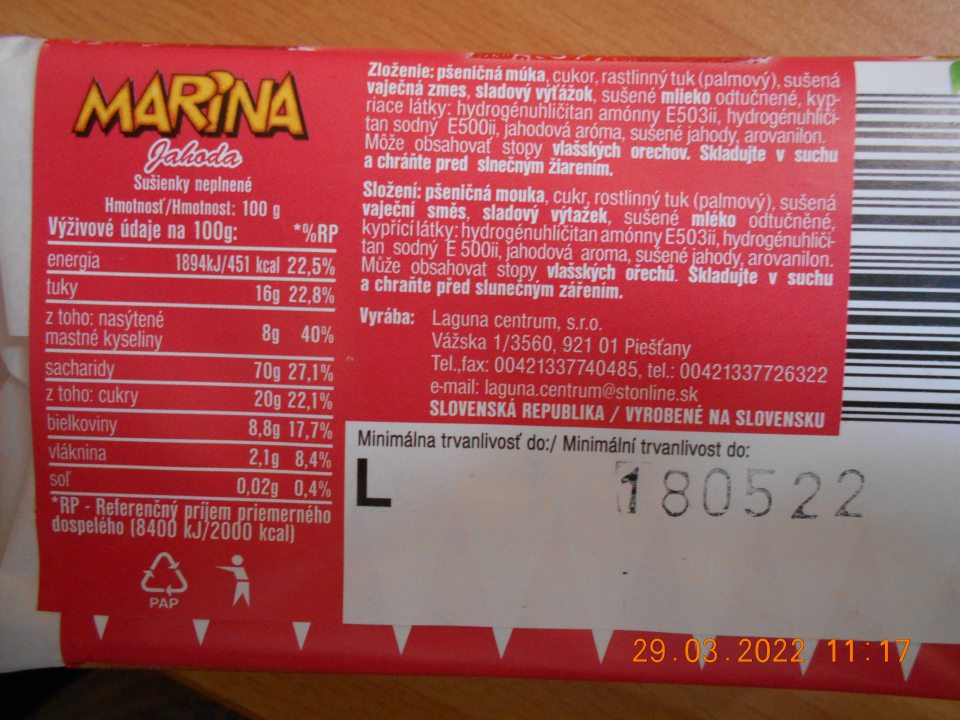 MARiNA
Jahoda
Sušienky neplnené
Hmotnosť/Hmotnost: 100 g
Výživové údaje na 100g: *%RP
energia 1894kJ/451 kcal 22,5%
tuky 16g 22,8%
z toho: nasýtené
mastné kyseliny 8g 40%
sacharidy 70g 27,1%
z toho: cukry 20g 22,1%
bielkoviny 8,8g 17,7%
vláknina 2,1g 8,4%
soľ 0,02g 0,4%
*RP - Referenčný príjem priemerného
dospelého (8400 kJ/2000 kcal)
PAP
Zloženie: pšeničná múka, cukor, rastlinný tuk (palmový), sušená
vaječná zmes, sladový výťažok, sušené mlieko odtučnené, kyp-
riace látky: hydrogénuhličitan amónny E503ii, hydrogénuhliči-
tan sodný E500ii, jahodová aróma, sušené jahody, arovanilon.
Môže obsahovať stopy vlašských orechov. Skladujte v suchu
a chráňte pred slnečným žiarením.
Složení: pšeničná mouka, cukr, rostlinný tuk (palmový), sušená
vaječní směs, sladový výtažek, sušené mléko odtučněné,
kypřící látky: hydrogénuhličitan amónny E503ii, hydrogénuhliči-
tan sodný E 500ii, jahodová aroma, sušené jahody, arovanilon.
Může obsahovat stopy vlašských ořechů. Skladujte v suchu
a chraňte před slunečným zářením.
Vyrába: Laguna centrum, s.r.o.
Vážska 1/3560, 921 01 Piešťany
Tel.,fax: 00421337740485, tel.: 00421337726322
e-mail: laguna.centrum@stonline.sk
SLOVENSKÁ REPUBLIKA / VYROBENÉ NA SLOVENSKU
Minimálna trvanlivosť do:/ Minimální trvanlivost do:
L 180522
29.03.2022 11:17